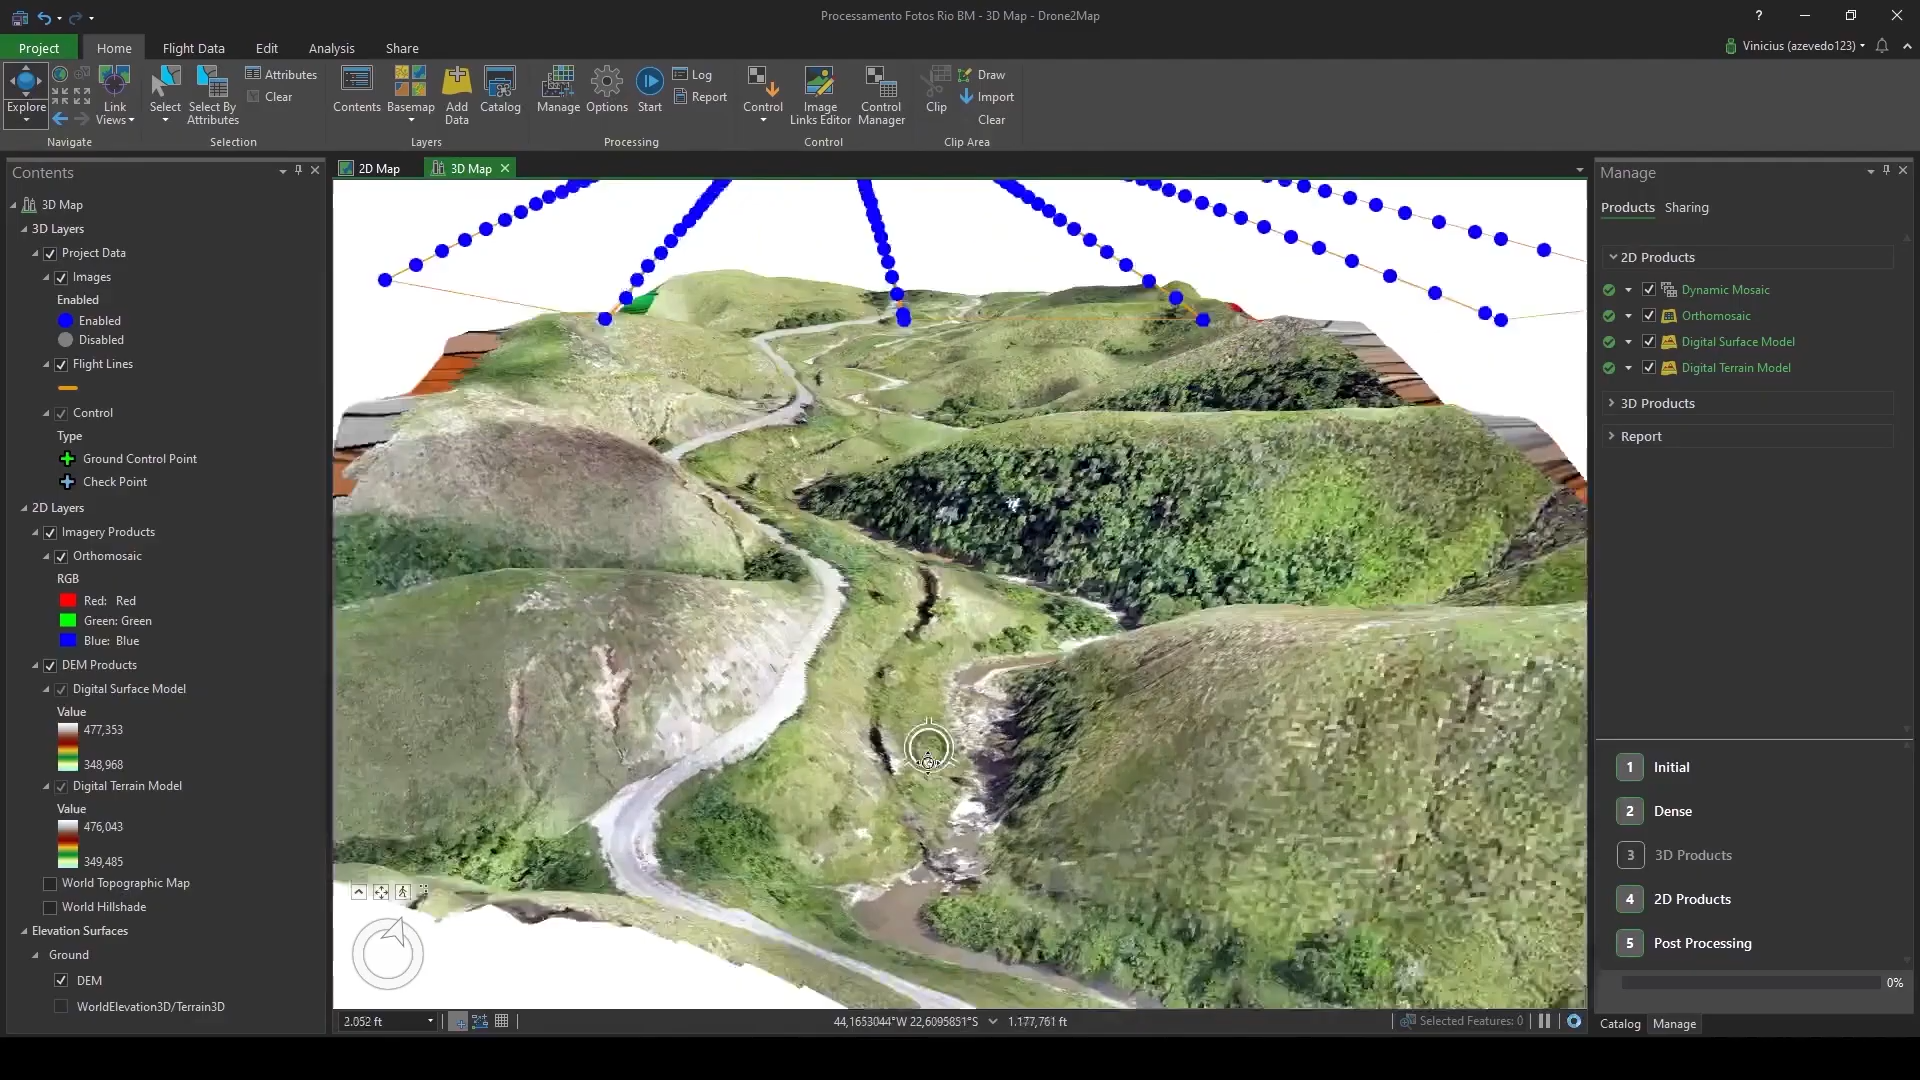 Processamento Fotos Rio BM - 3D Map - Drone2Map
?
Project
Home
Flight Data
Edit
Analysis
Share
Vinicius (azevedo123)
Explore
Link Views
Navigate
Select
Select By Attributes
Attributes
Clear
Selection
Contents
Basemap
Add Data
Catalog
Layers
Manage
Options
Start
Log
Report
Processing
Control
Image Links Editor
Control Manager
Control
Clip
Draw
Import
Clear
Clip Area
Contents
3D Map
3D Layers
Project Data
Images
Enabled
Enabled
Disabled
Flight Lines
Control
Type
Ground Control Point
Check Point
2D Layers
Imagery Products
Orthomosaic
RGB
Red: Red
Green: Green
Blue: Blue
DEM Products
Digital Surface Model
Value
477,353
348,968
Digital Terrain Model
Value
476,043
349,485
World Topographic Map
World Hillshade
Elevation Surfaces
Ground
DEM
WorldElevation3D/Terrain3D
2D Map
3D Map
2.052 ft
44,1653044°W 22,6095851°S
1.177,761 ft
Selected Features: 0
Manage
Products
Sharing
2D Products
Dynamic Mosaic
Orthomosaic
Digital Surface Model
Digital Terrain Model
3D Products
Report
1 Initial
2 Dense
3 3D Products
4 2D Products
5 Post Processing
0%
Catalog
Manage